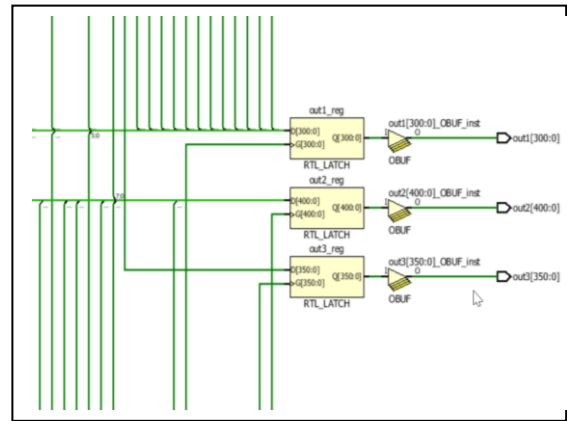 out1_reg
out1[300:0]_OBUF_inst
D[300:0] Q[300:0] I O out1[300:0]
G[300:0]
RTL_LATCH OBUF
5:0
out2_reg
out2[400:0]_OBUF_inst
7:0
D[400:0] Q[400:0] I O out2[400:0]
G[400:0]
RTL_LATCH OBUF
out3_reg
out3[350:0]_OBUF_inst
D[350:0] Q[350:0] I O out3[350:0]
G[350:0]
RTL_LATCH OBUF